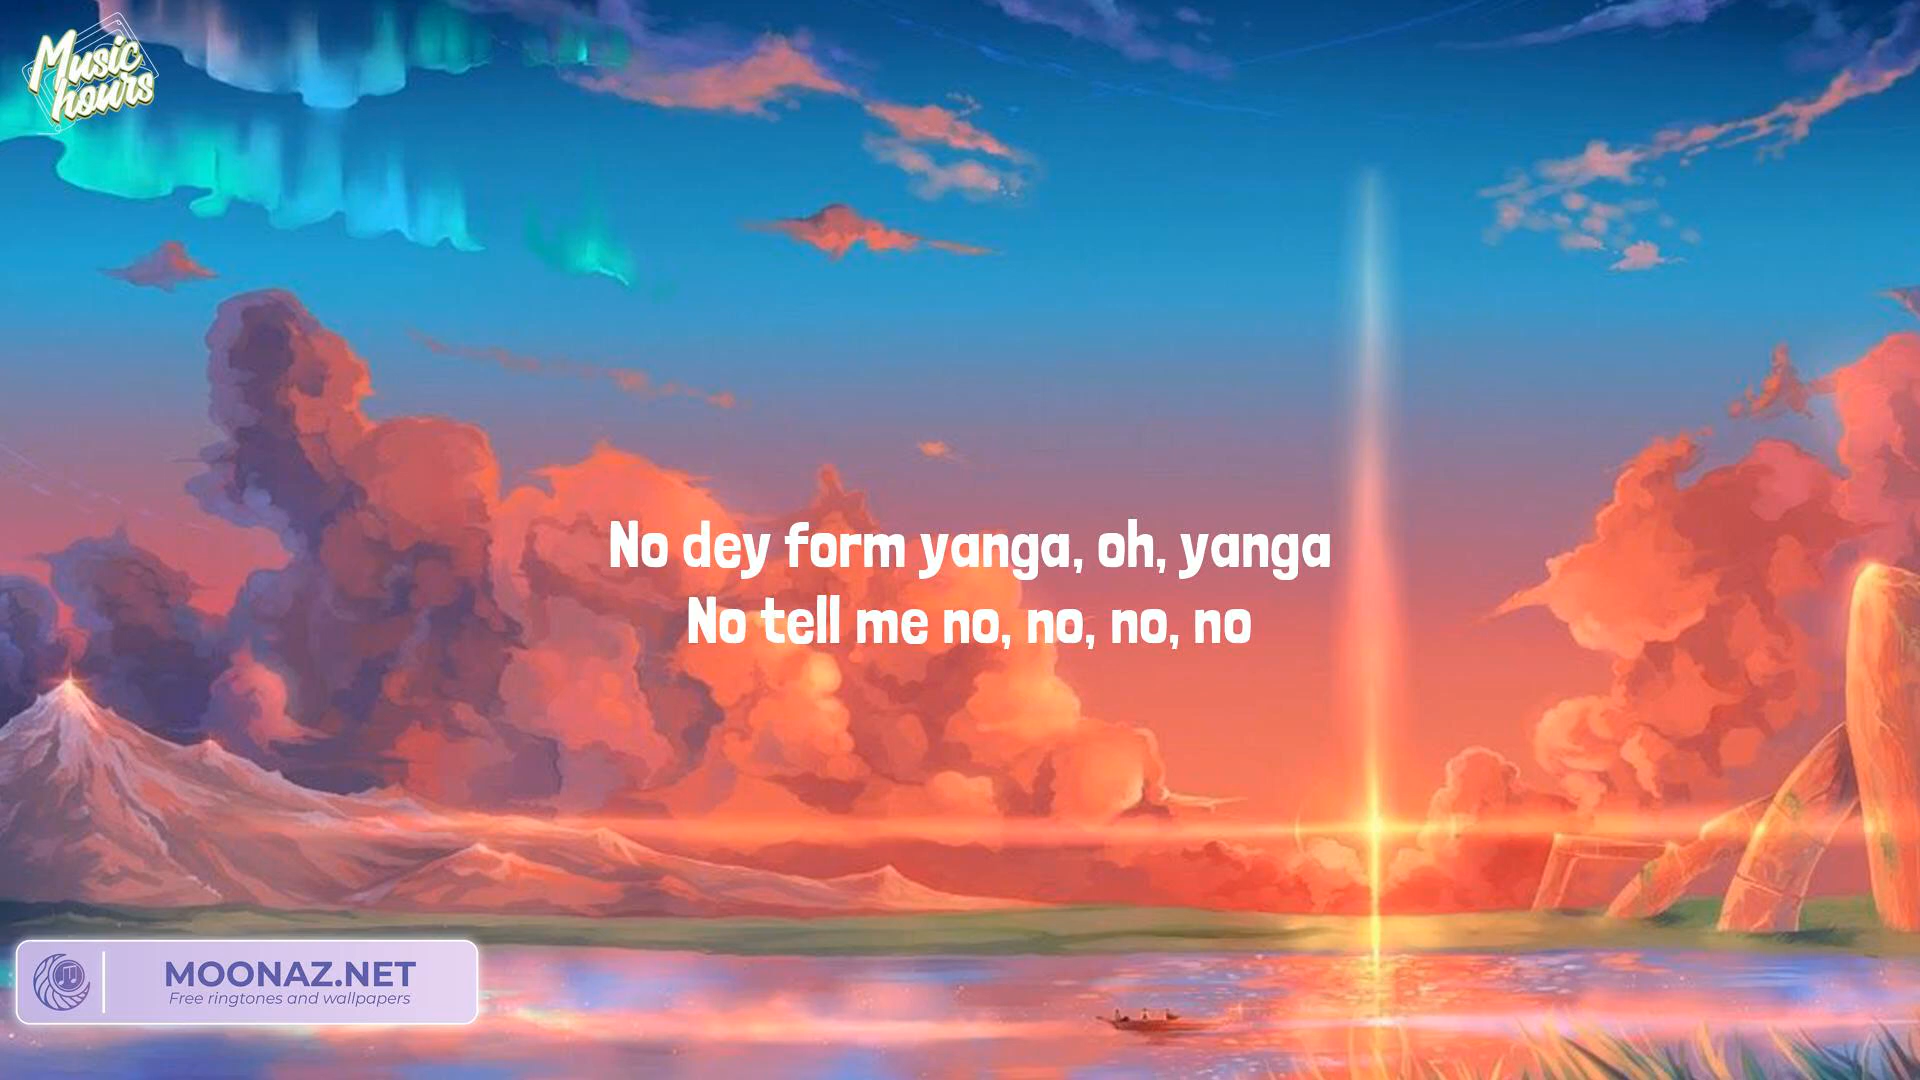 Music
hours
No dey form yanga, oh, yanga
No tell me no, no, no, no
MOONAZ.NET
Free ringtones and wallpapers